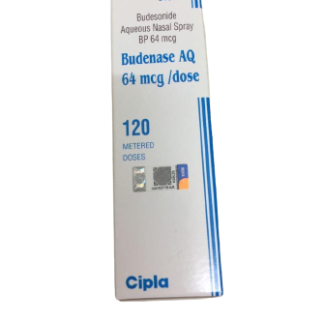 Budesonide
Aqueous Nasal Spray
BP 64 mcg
Budenase AQ
64 mcg /dose
120
METERED
DOSES
Cipla